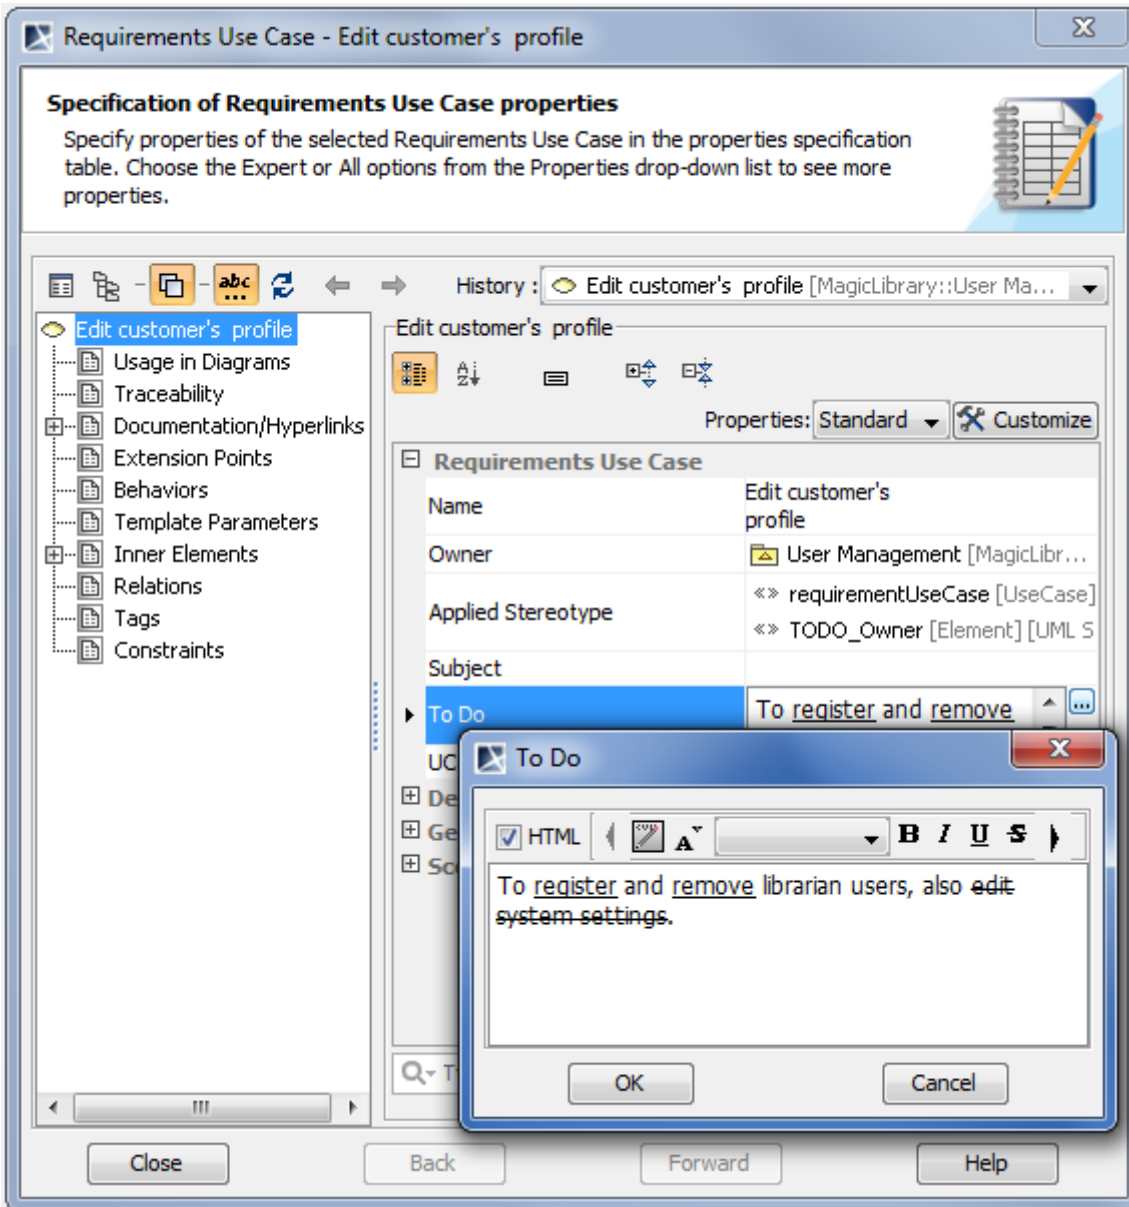 Requirements Use Case - Edit customer's profile
Specification of Requirements Use Case properties
Specify properties of the selected Requirements Use Case in the properties specification
table. Choose the Expert or All options from the Properties drop-down list to see more
properties.
abc
History : Edit customer's profile [MagicLibrary::User Ma...
Edit customer's profile
Usage in Diagrams
Traceability
Documentation/Hyperlinks
Extension Points
Behaviors
Template Parameters
Inner Elements
Relations
Tags
Constraints
Edit customer's profile
Properties: Standard Customize
Requirements Use Case
Name Edit customer's
profile
Owner User Management [MagicLibr...
Applied Stereotype «» requirementUseCase [UseCase]
«» TODO_Owner [Element] [UML S
Subject
To Do To register and remove ...
UC
De
Ge
Sc
To Do
HTML A B I U S
To register and remove librarian users, also edit
system settings.
OK Cancel
Close Back Forward Help